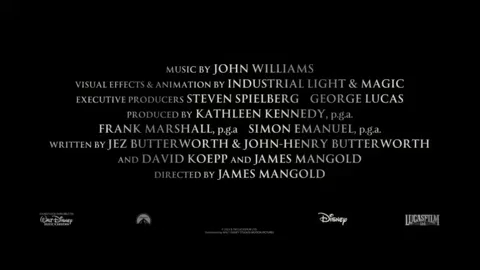 MUSIC BY JOHN WILLIAMS
VISUAL EFFECTS & ANIMATION BY INDUSTRIAL LIGHT & MAGIC
EXECUTIVE PRODUCERS STEVEN SPIELBERG GEORGE LUCAS
PRODUCED BY KATHLEEN KENNEDY, p.g.a.
FRANK MARSHALL, p.g.a SIMON EMANUEL, p.g.a.
WRITTEN BY JEZ BUTTERWORTH & JOHN-HENRY BUTTERWORTH
AND DAVID KOEPP AND JAMES MANGOLD
DIRECTED BY JAMES MANGOLD
WALT DISNEY
Disney
LUCASFILM